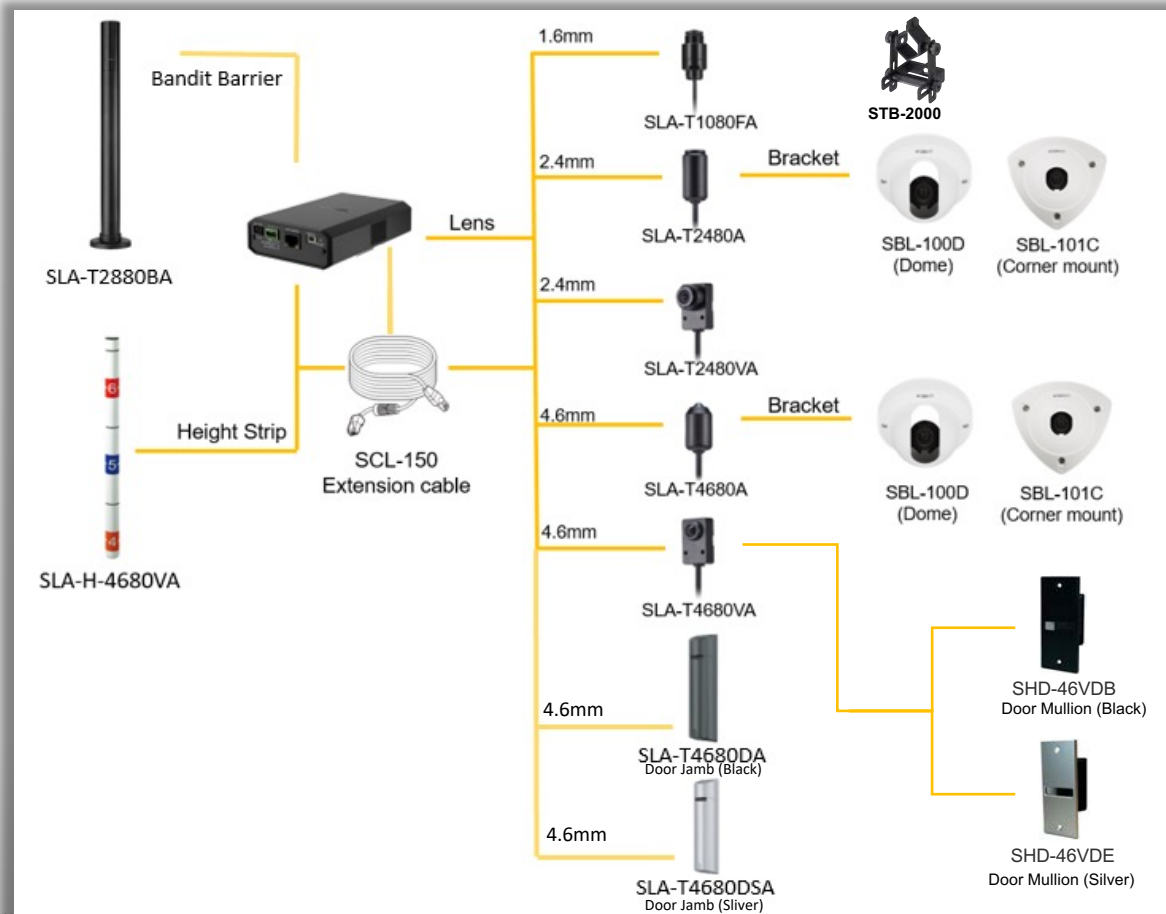 1.6mm
Bandit Barrier
STB-2000
SLA-T1080FA
2.4mm
Bracket
Lens
SLA-T2480A
SBL-100D
(Dome)
SBL-101C
(Corner mount)
SLA-T2880BA
2.4mm
SLA-T2480VA
6
5
4
4.6mm
Bracket
Height Strip
SCL-150
Extension cable
SLA-T4680A
SBL-100D
(Dome)
SBL-101C
(Corner mount)
4.6mm
SLA-H-4680VA
SLA-T4680VA
SHD-46VDB
Door Mullion (Black)
4.6mm
SLA-T4680DA
Door Jamb (Black)
4.6mm
SHD-46VDE
Door Mullion (Silver)
SLA-T4680DSA
Door Jamb (Sliver)